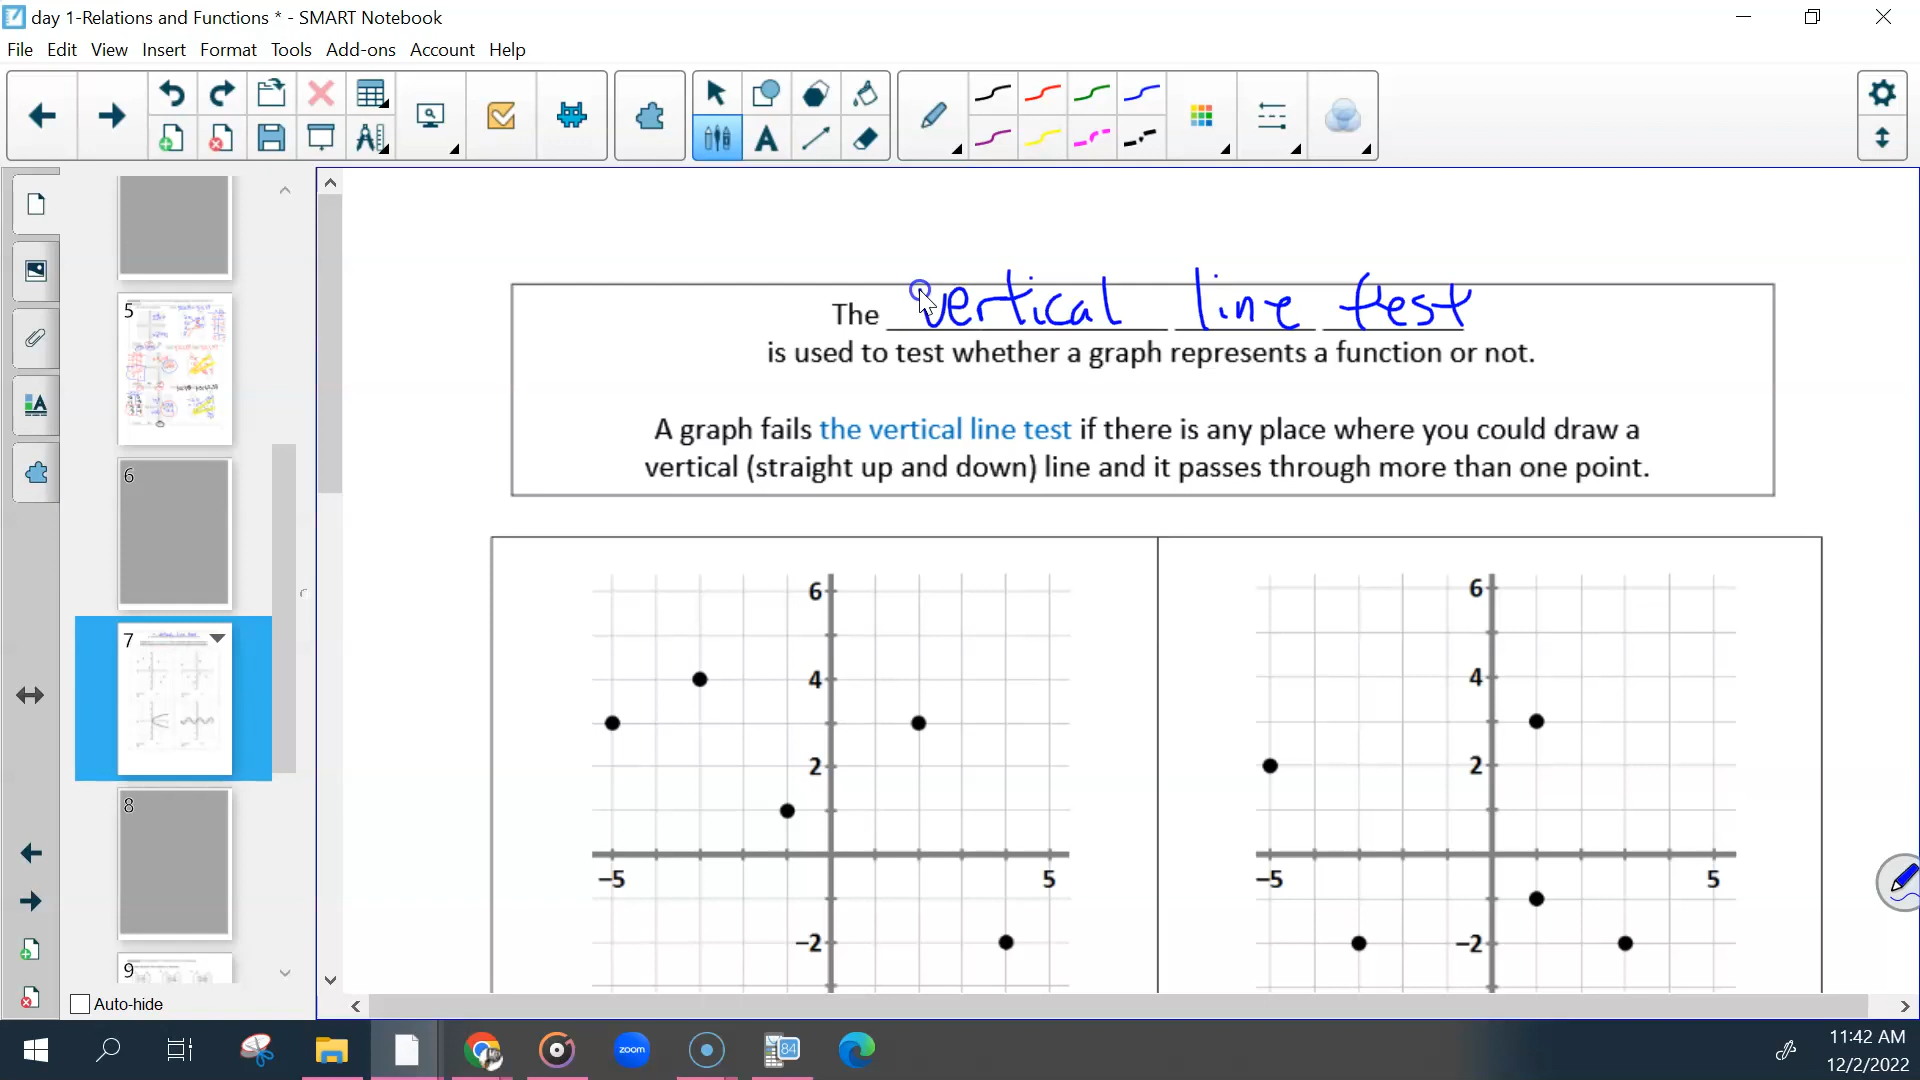 day 1-Relations and Functions * - SMART Notebook
File Edit View Insert Format Tools Add-ons Account Help
The vertical line test
is used to test whether a graph represents a function or not.
A graph fails the vertical line test if there is any place where you could draw a
vertical (straight up and down) line and it passes through more than one point.
5
6
7
8
9
6
4
2
-5
5
-2
6
4
2
-5
5
-2
Auto-hide
zoom
84
11:42 AM
12/2/2022